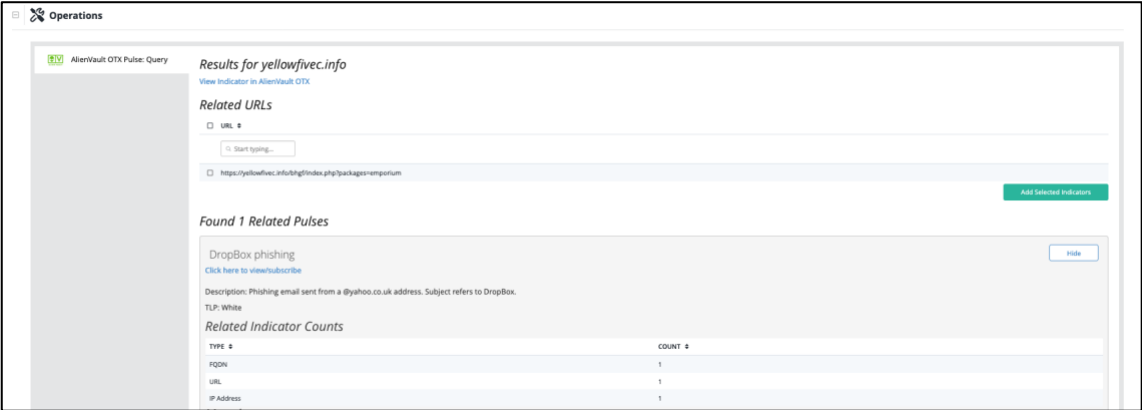 Operations
AlienVault OTX Pulse: Query
Results for yellowfivec.info
View Indicator in AlienVault OTX
Related URLs
URL
Start typing...
https://yellowfivec.info/bhgf/index.php?packages=emporium
Add Selected Indicators
Found 1 Related Pulses
DropBox phishing
Hide
Click here to view/subscribe
Description: Phishing email sent from a @yahoo.co.uk address. Subject refers to DropBox.
TLP: White
Related Indicator Counts
TYPE COUNT
FQDN 1
URL 1
IP Address 1